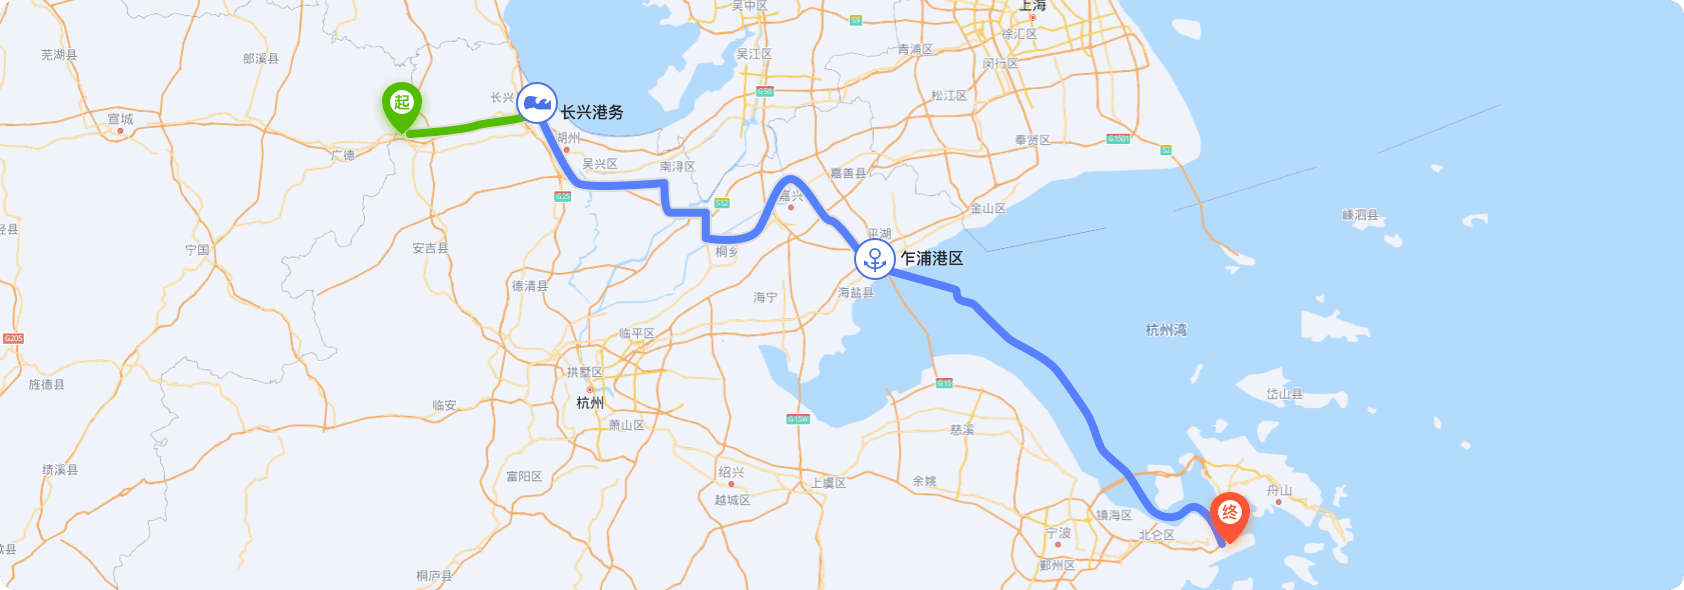 吴中区
上海
S9
徐汇区
芜湖县
郎溪县
吴江区
青浦区
闵行区
G50
长兴
松江区
起
长兴港务
宣城
湖州
奉贤区
广德
吴兴区
南浔区
嘉善县
G25
S12
嘉兴
金山区
嵊泗县
平湖
宁国
安吉县
桐乡
乍浦港区
德清县
海宁
海盐县
G205
临平区
杭州湾
旌德县
拱墅区
G15
岱山县
临安
杭州
G15W
萧山区
慈溪
绩溪县
富阳区
绍兴
上虞区
余姚
舟山
越城区
终
镇海区
宁波
北仑区
桐庐县
鄞州区